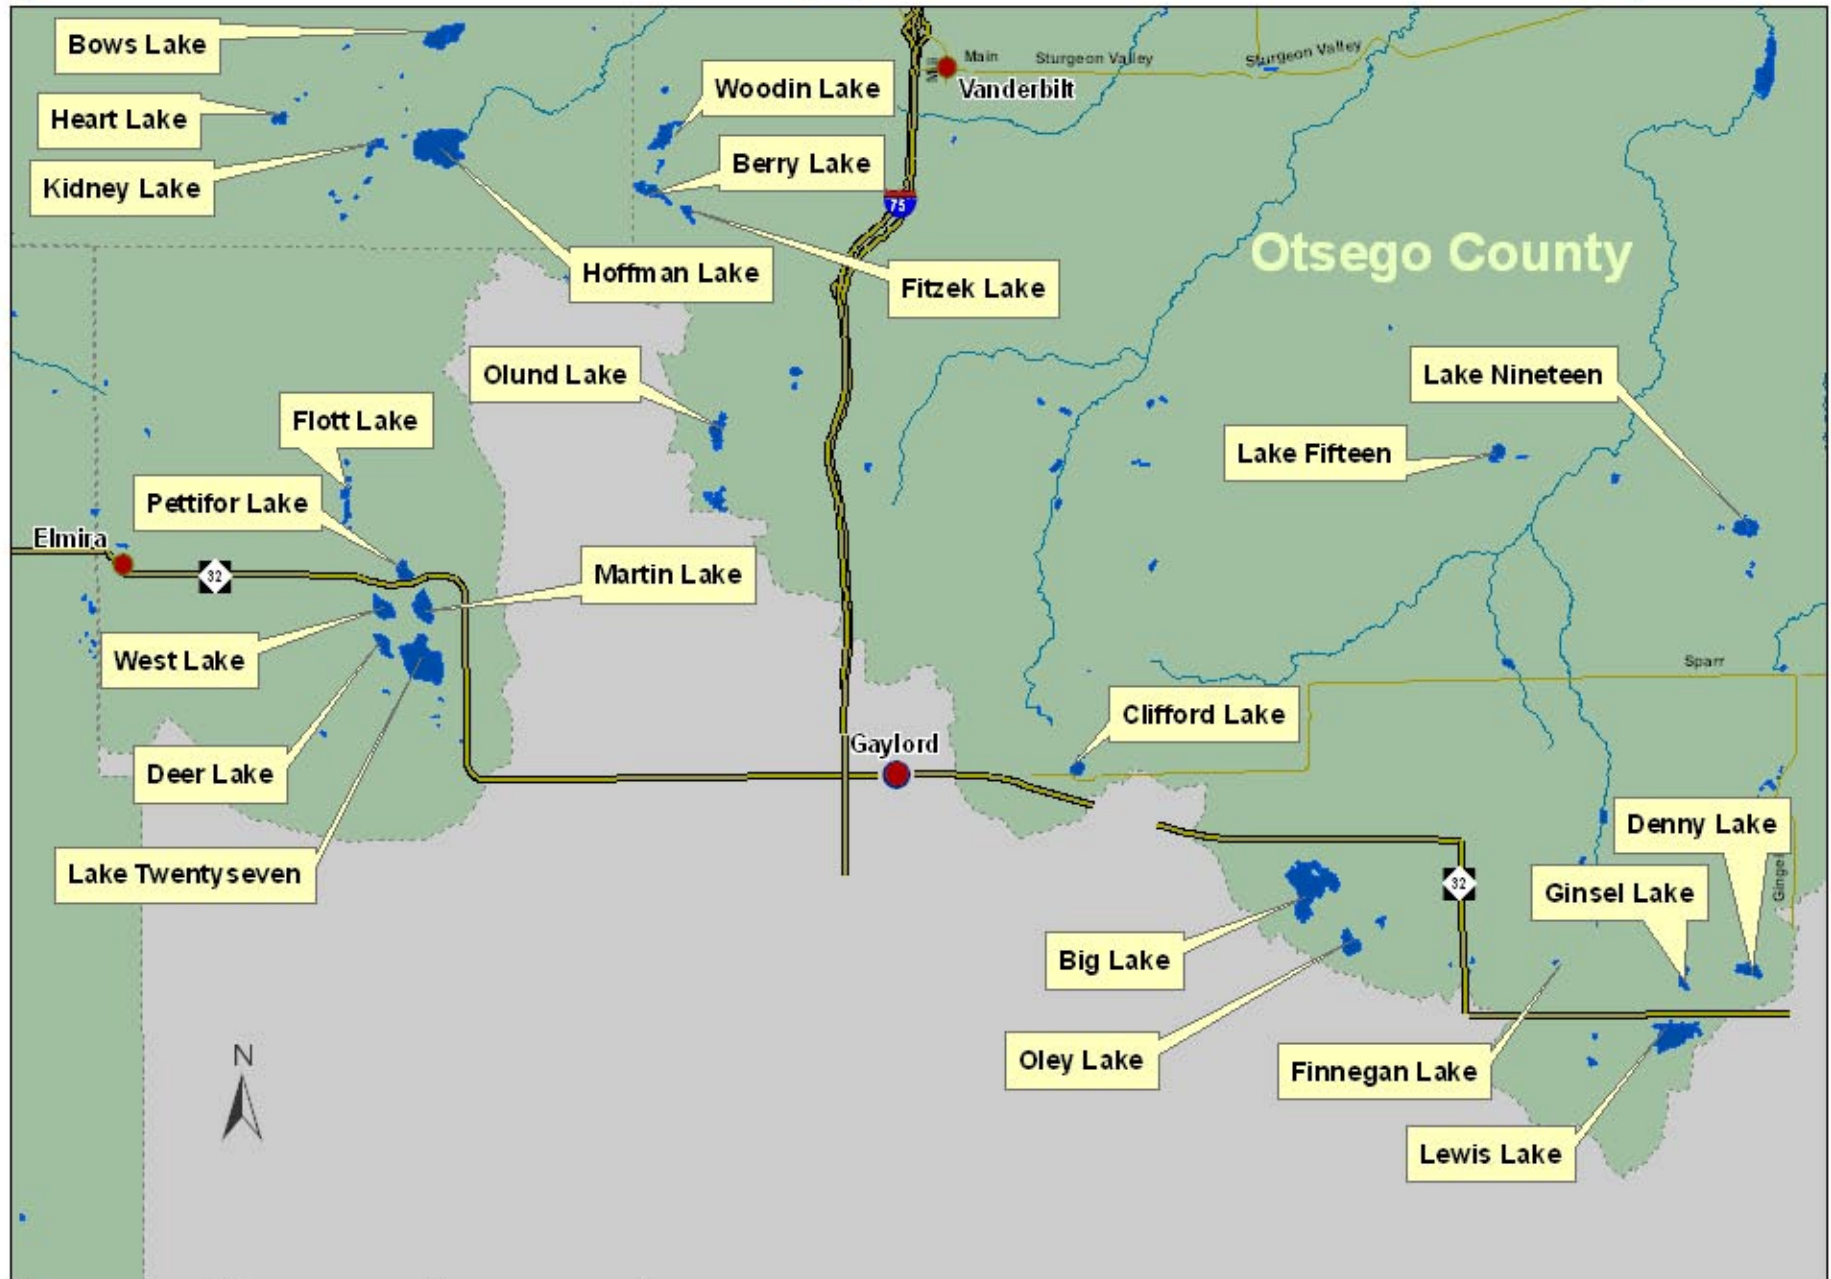 Bows Lake
Main
Sturgeon Valley
Sturgeon Valley
Mill
Vanderbilt
Woodin Lake
Heart Lake
Berry Lake
Kidney Lake
75
Otsego County
Hoffman Lake
Fitzek Lake
Olund Lake
Lake Nineteen
Flott Lake
Lake Fifteen
Pettifor Lake
Elmira
32
Martin Lake
West Lake
Sparr
Clifford Lake
Gaylord
Deer Lake
Denny Lake
Lake Twentyseven
32
Ginsel Lake
Big Lake
Oley Lake
Finnegan Lake
N
Lewis Lake